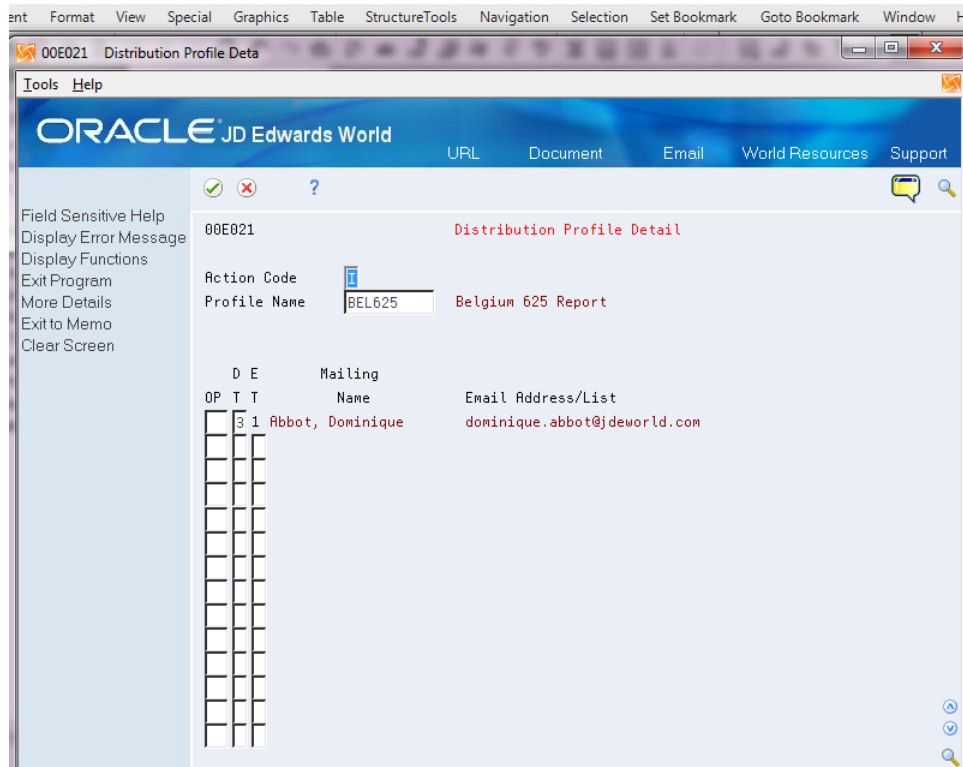 ent Format View Special Graphics Table StructureTools Navigation Selection Set Bookmark Goto Bookmark Window H
00E021 Distribution Profile Deta
Tools Help
ORACLE JD Edwards World
URL Document Email World Resources Support
?
Field Sensitive Help
Display Error Message
Display Functions
Exit Program
More Details
Exit to Memo
Clear Screen
00E021 Distribution Profile Detail
Action Code I
Profile Name BEL625 Belgium 625 Report
D E Mailing
OP T T Name Email Address/List
3 1 Abbot, Dominique dominique.abbot@jdeworld.com